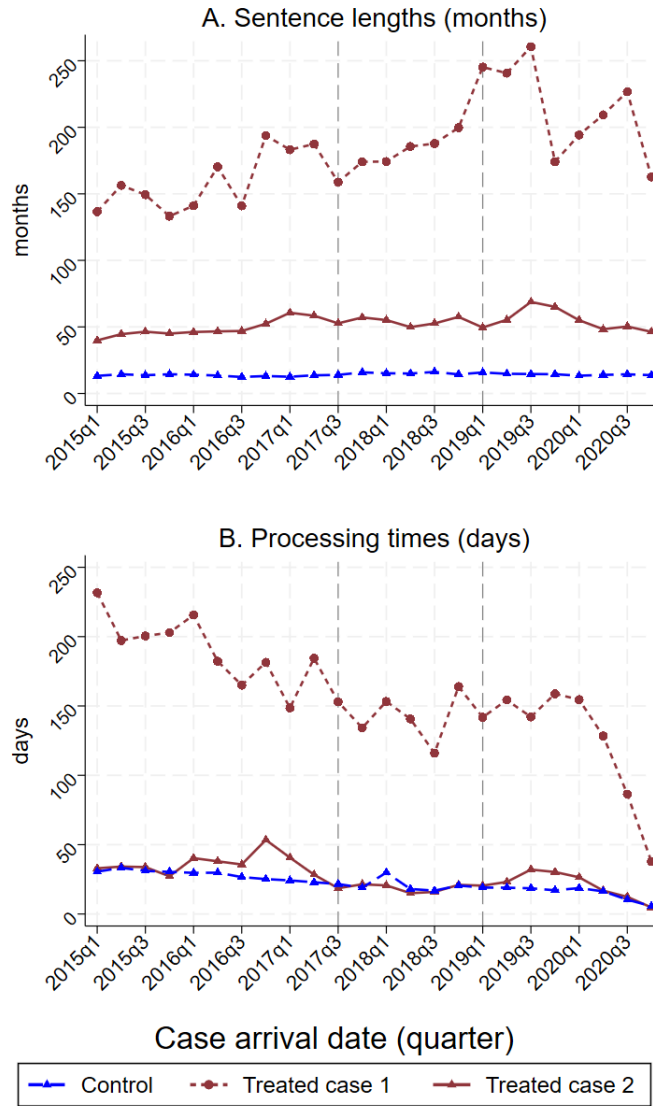 A. Sentence lengths (months)
250
200
150
100
50
0
months
2015q1
2015q3
2016q1
2016q3
2017q1
2017q3
2018q1
2018q3
2019q1
2019q3
2020q1
2020q3
B. Processing times (days)
250
200
150
100
50
0
days
2015q1
2015q3
2016q1
2016q3
2017q1
2017q3
2018q1
2018q3
2019q1
2019q3
2020q1
2020q3
Case arrival date (quarter)
Control Treated case 1 Treated case 2